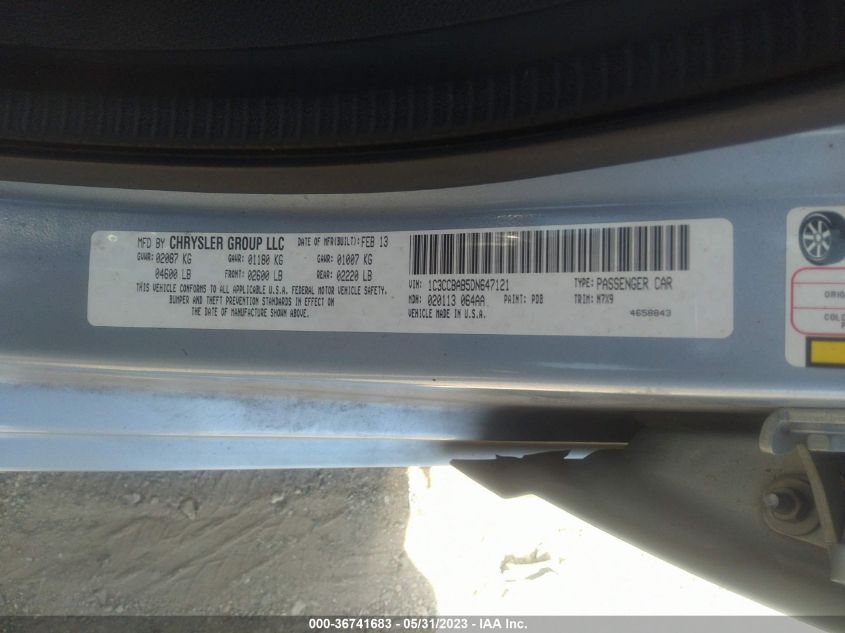 MFD BY CHRYSLER GROUP LLC DATE OF MFR(BUILT): FEB 13
GVWR: 02087 KG GAWR: 01180 KG GAWR: 01007 KG
04600 LB FRONT: 02600 LB REAR: 02220 LB
THIS VEHICLE CONFORMS TO ALL APPLICABLE U.S.A. FEDERAL MOTOR VEHICLE SAFETY,
BUMPER AND THEFT PREVENTION STANDARDS IN EFFECT ON
THE DATE OF MANUFACTURE SHOWN ABOVE.
VIN: 1C3CCBAB5DN647121 TYPE: PASSENGER CAR
MDH: 020113 064AA PAINT: PDB TRIM: M7X9
VEHICLE MADE IN U.S.A. 4658843
ORIG
COLD
000-36741683 - 05/31/2023 - IAA Inc.